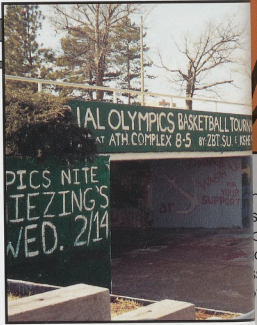 IAL OLYMPICS BASKETBALL TOURN
AT ATH. COMPLEX 8-5 BY: ZBT. SU. &
PICS NITE
IEZING'S
WED. 2/14
YOUR
SUPPORT